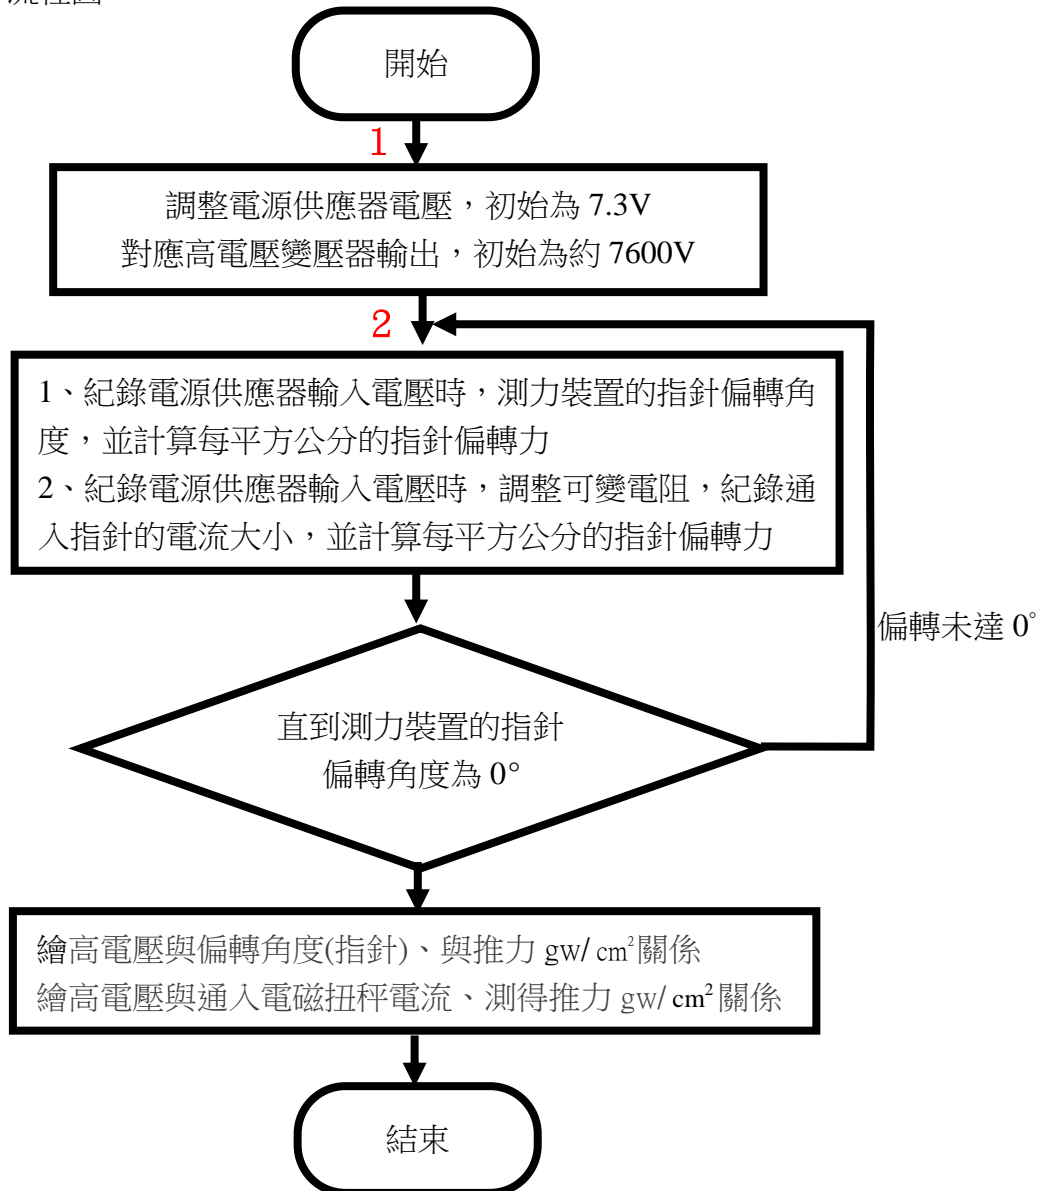 開始
1
調整電源供應器電壓，初始為 7.3V
對應高電壓變壓器輸出，初始為約 7600V
2
1、紀錄電源供應器輸入電壓時，測力裝置的指針偏轉角
度，並計算每平方公分的指針偏轉力
2、紀錄電源供應器輸入電壓時，調整可變電阻，紀錄通
入指針的電流大小，並計算每平方公分的指針偏轉力
偏轉未達 0°
直到測力裝置的指針
偏轉角度為 0°
繪高電壓與偏轉角度(指針)、與推力 gw/ cm²關係
繪高電壓與通入電磁扭秤電流、測得推力 gw/ cm²關係
結束